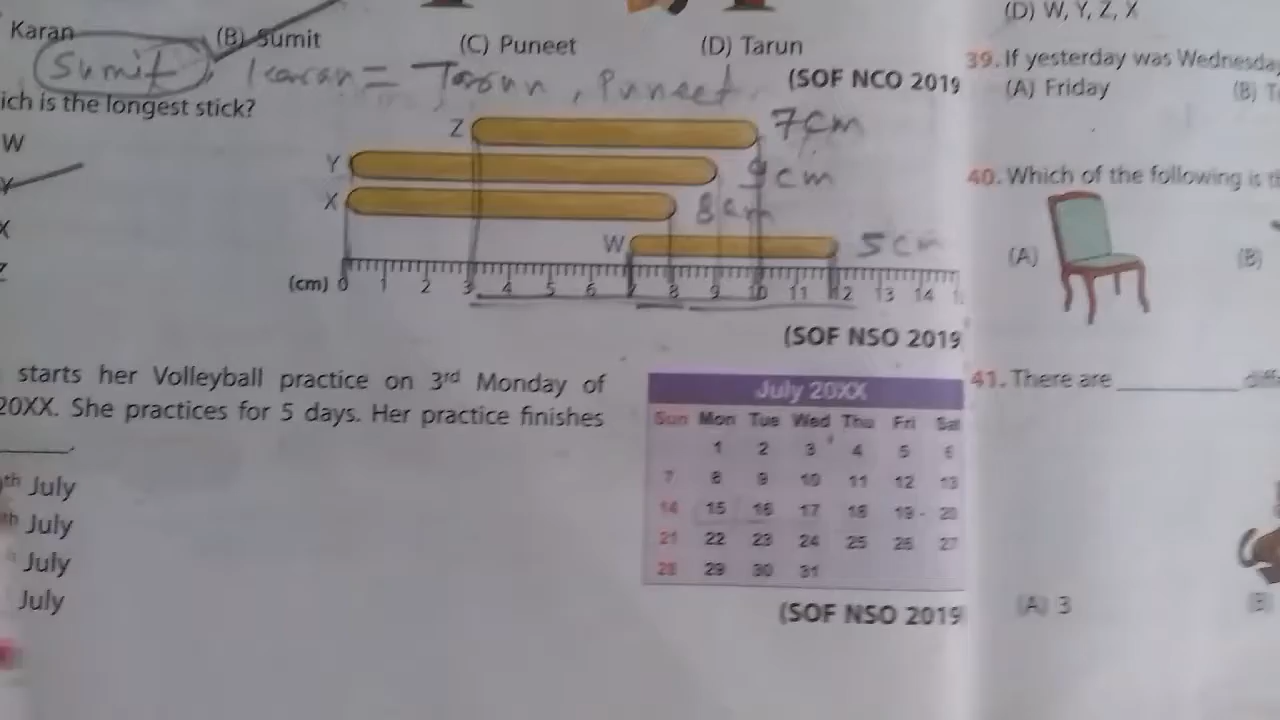 Karan (B) Sumit (C) Puneet (D) Tarun
Sumit, Karan = Tarun, Puneet.
(SOF NCO 2019
ich is the longest stick?
W
Y
X
Z
Z 7cm
Y 9cm
X 8cm
W 5cm
(cm) 0 1 2 3 4 5 6 7 8 9 10 11 12 13 14
(SOF NSO 2019
starts her Volleyball practice on 3rd Monday of
20XX. She practices for 5 days. Her practice finishes
______.
th July
th July
July
July
July 20XX
Sun Mon Tue Wed Thu Fri Sat
1 2 3 4 5 6
7 8 9 10 11 12 13
14 15 16 17 18 19 20
21 22 23 24 25 26 27
28 29 30 31
(SOF NSO 2019
(D) W, Y, Z, X
39. If yesterday was Wednesda
(A) Friday (B) T
40. Which of the following is
(A) (B)
41. There are ______ diff
(A) 3 (B)